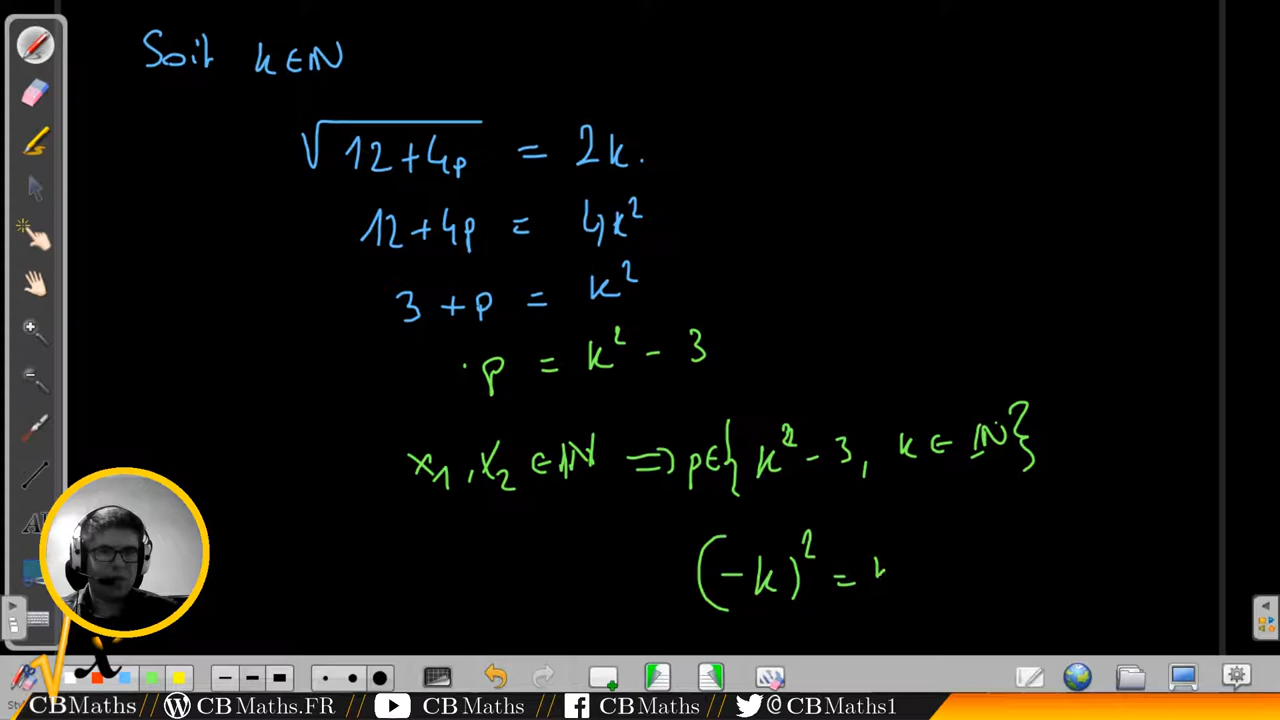 Soit k ∈ ℕ
√(12+4p) = 2k.
12+4p = 4k²
3 + p = k²
p = k² - 3
x₁, x₂ ∈ ℕ ⇒ p ∈ { k² - 3, k ∈ ℕ}
(-k)² =
CBMaths// CBMaths.FR // CBMaths // CBMaths // @CBMaths1